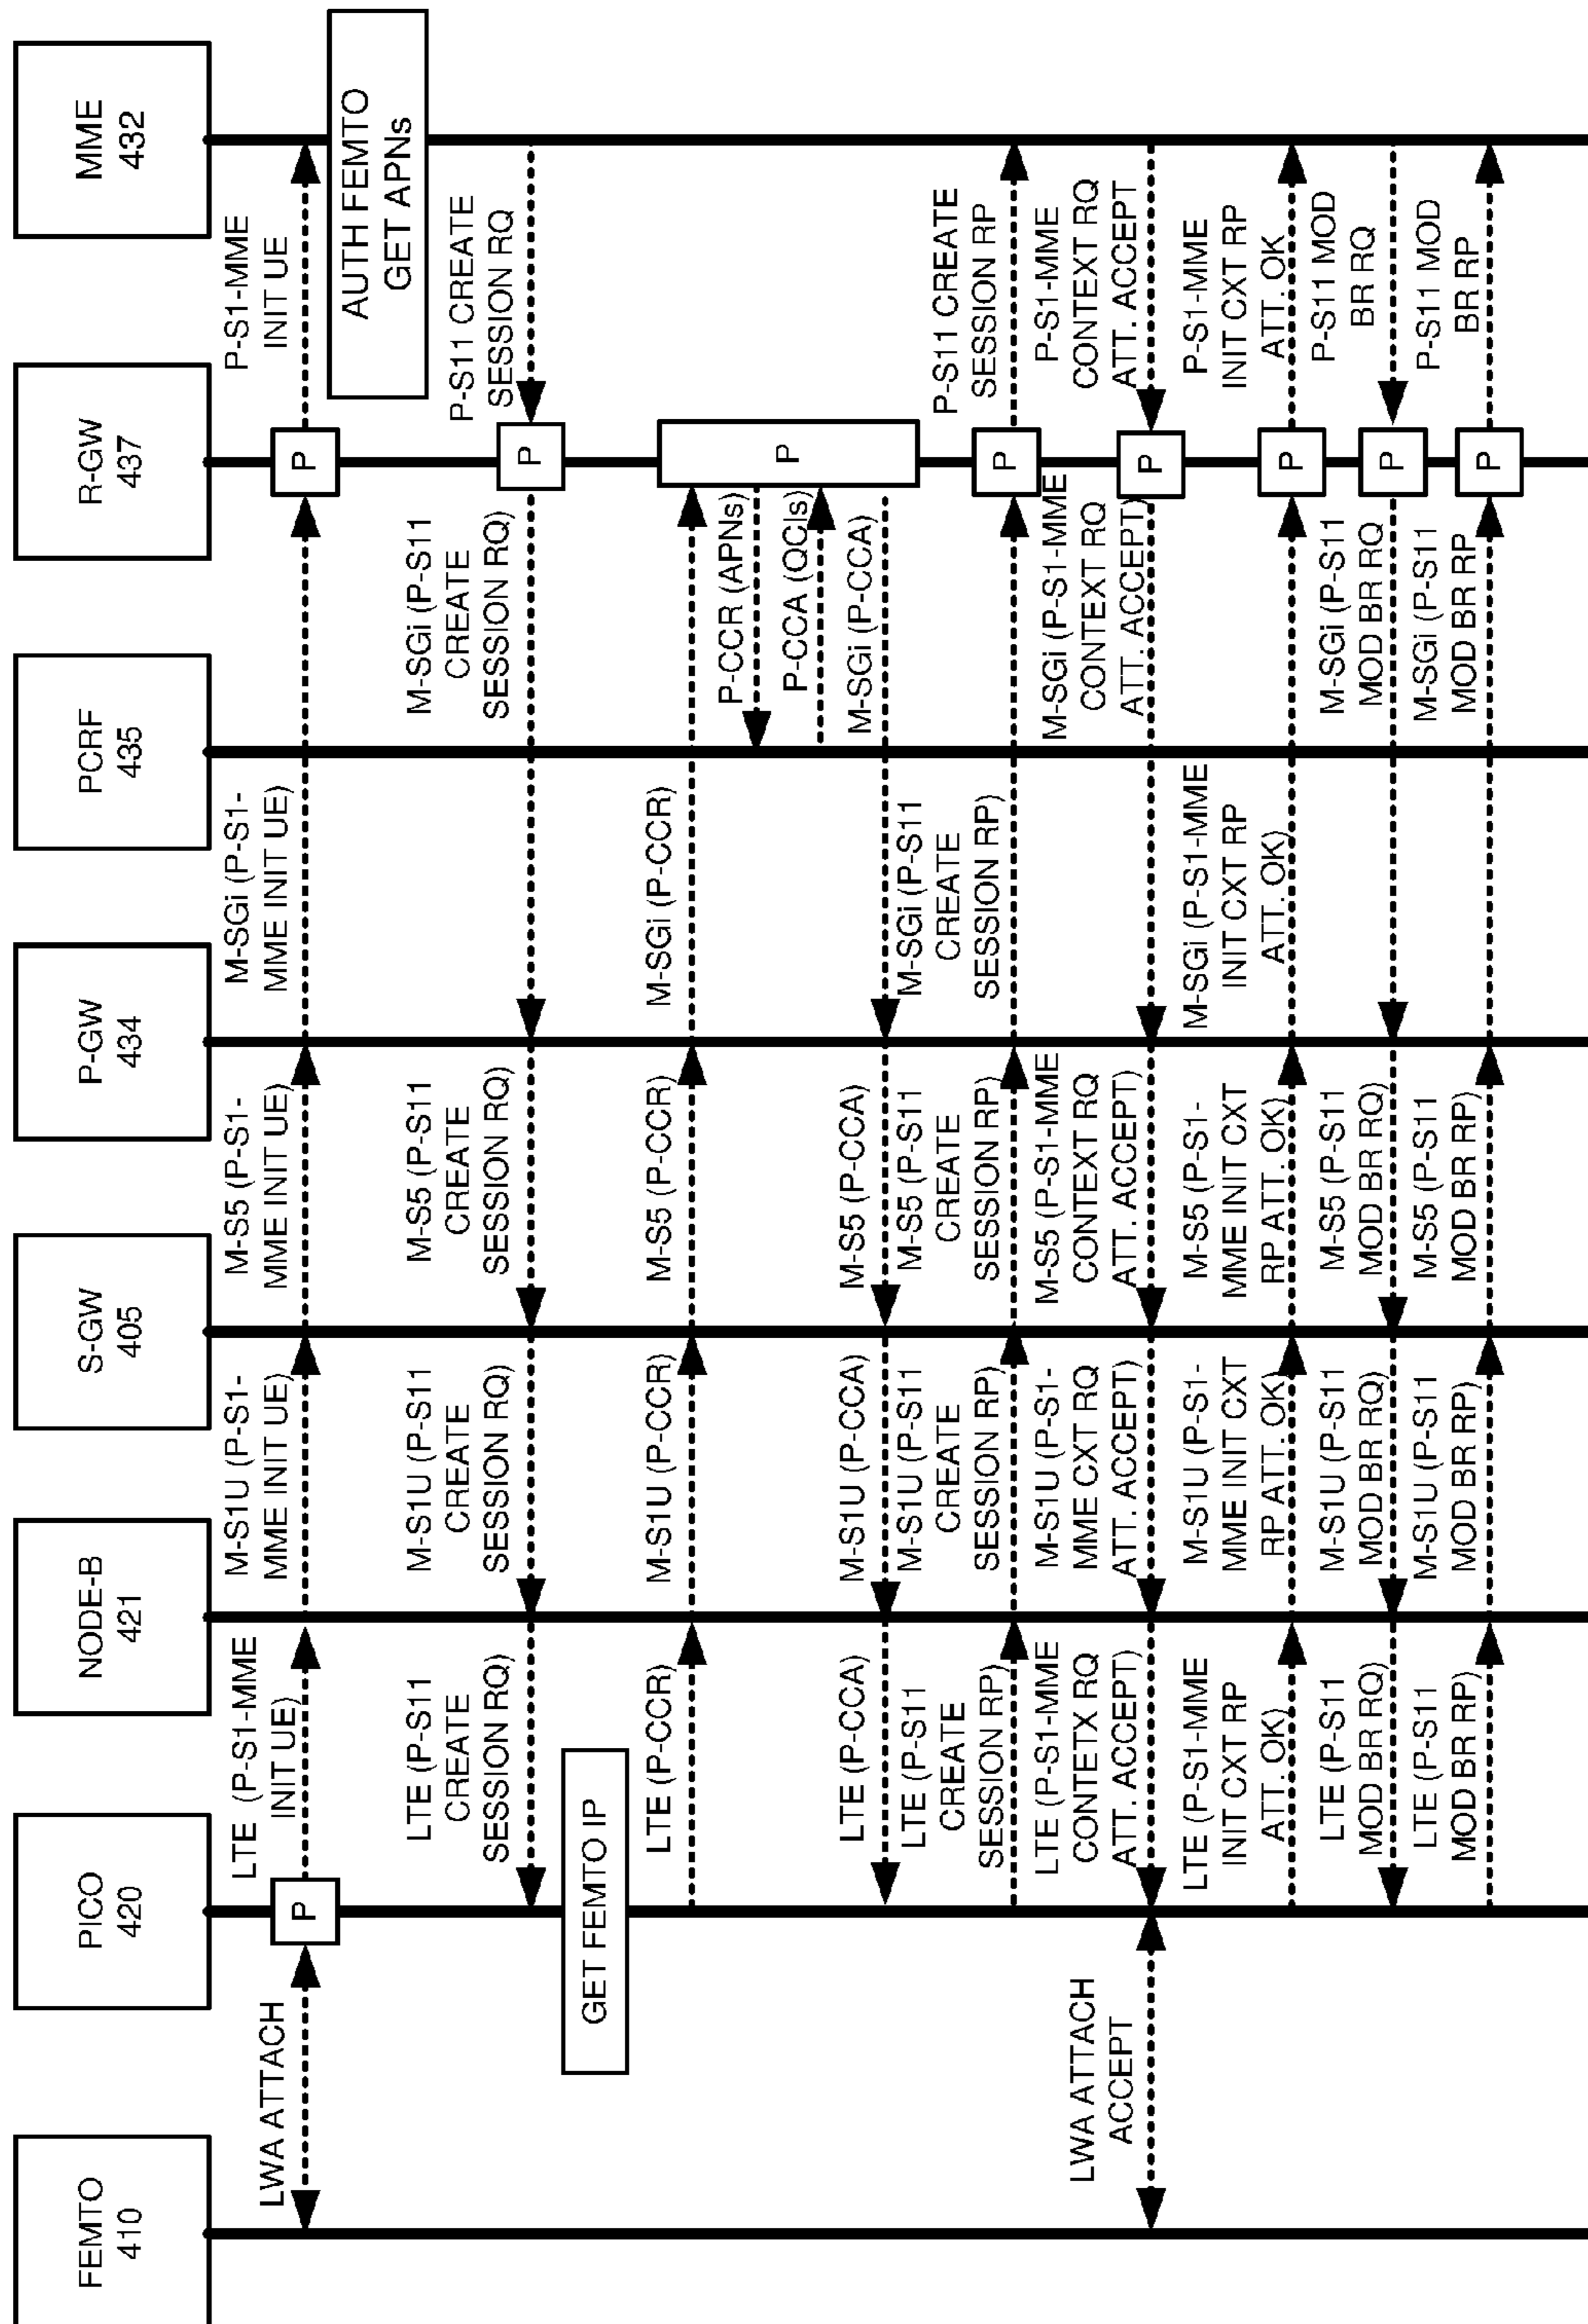 FEMTO
410
PICO
420
NODE-B
421
S-GW
405
P-GW
434
PCRF
435
R-GW
437
MME
432
LWA ATTACH
P
LTE (P-S1-MME
INIT UE)
M-S1U (P-S1-
MME INIT UE)
M-S5 (P-S1-
MME INIT UE)
M-SGi (P-S1-
MME INIT UE)
P
P-S1-MME
INIT UE
AUTH FEMTO
GET APNs
LTE (P-S11
CREATE
SESSION RQ)
M-S1U (P-S11
CREATE
SESSION RQ)
M-S5 (P-S11
CREATE
SESSION RQ)
M-SGi (P-S11
CREATE
SESSION RQ)
P
P-S11 CREATE
SESSION RQ
GET FEMTO IP
LTE (P-CCR)
M-S1U (P-CCR)
M-S5 (P-CCR)
M-SGi (P-CCR)
P
P-CCR (APNs)
P-CCA (QCIs)
LTE (P-CCA)
M-S1U (P-CCA)
M-S5 (P-CCA)
M-SGi (P-CCA)
LTE (P-S11
CREATE
SESSION RP)
M-S1U (P-S11
CREATE
SESSION RP)
M-S5 (P-S11
CREATE
SESSION RP)
M-SGi (P-S11
CREATE
SESSION RP)
P
P-S11 CREATE
SESSION RP
LWA ATTACH
ACCEPT
LTE (P-S1-MME
CONTETX RQ
ATT. ACCEPT)
M-S1U (P-S1-
MME CXT RQ
ATT. ACCEPT)
M-S5 (P-S1-MME
CONTEXT RQ
ATT. ACCEPT)
M-SGi (P-S1-MME
CONTEXT RQ
ATT. ACCEPT)
P
P-S1-MME
CONTEXT RQ
ATT. ACCEPT
LTE (P-S1-MME
INIT CXT RP
ATT. OK)
M-S1U (P-S1-
MME INIT CXT
RP ATT. OK)
M-S5 (P-S1-
MME INIT CXT
RP ATT. OK)
M-SGi (P-S1-MME
INIT CXT RP
ATT. OK)
P
P-S1-MME
INIT CXT RP
ATT. OK
LTE (P-S11
MOD BR RQ)
M-S1U (P-S11
MOD BR RQ)
M-S5 (P-S11
MOD BR RQ)
M-SGi (P-S11
MOD BR RQ
P
P-S11 MOD
BR RQ
LTE (P-S11
MOD BR RP)
M-S1U (P-S11
MOD BR RP)
M-S5 (P-S11
MOD BR RP)
M-SGi (P-S11
MOD BR RP
P
P-S11 MOD
BR RP